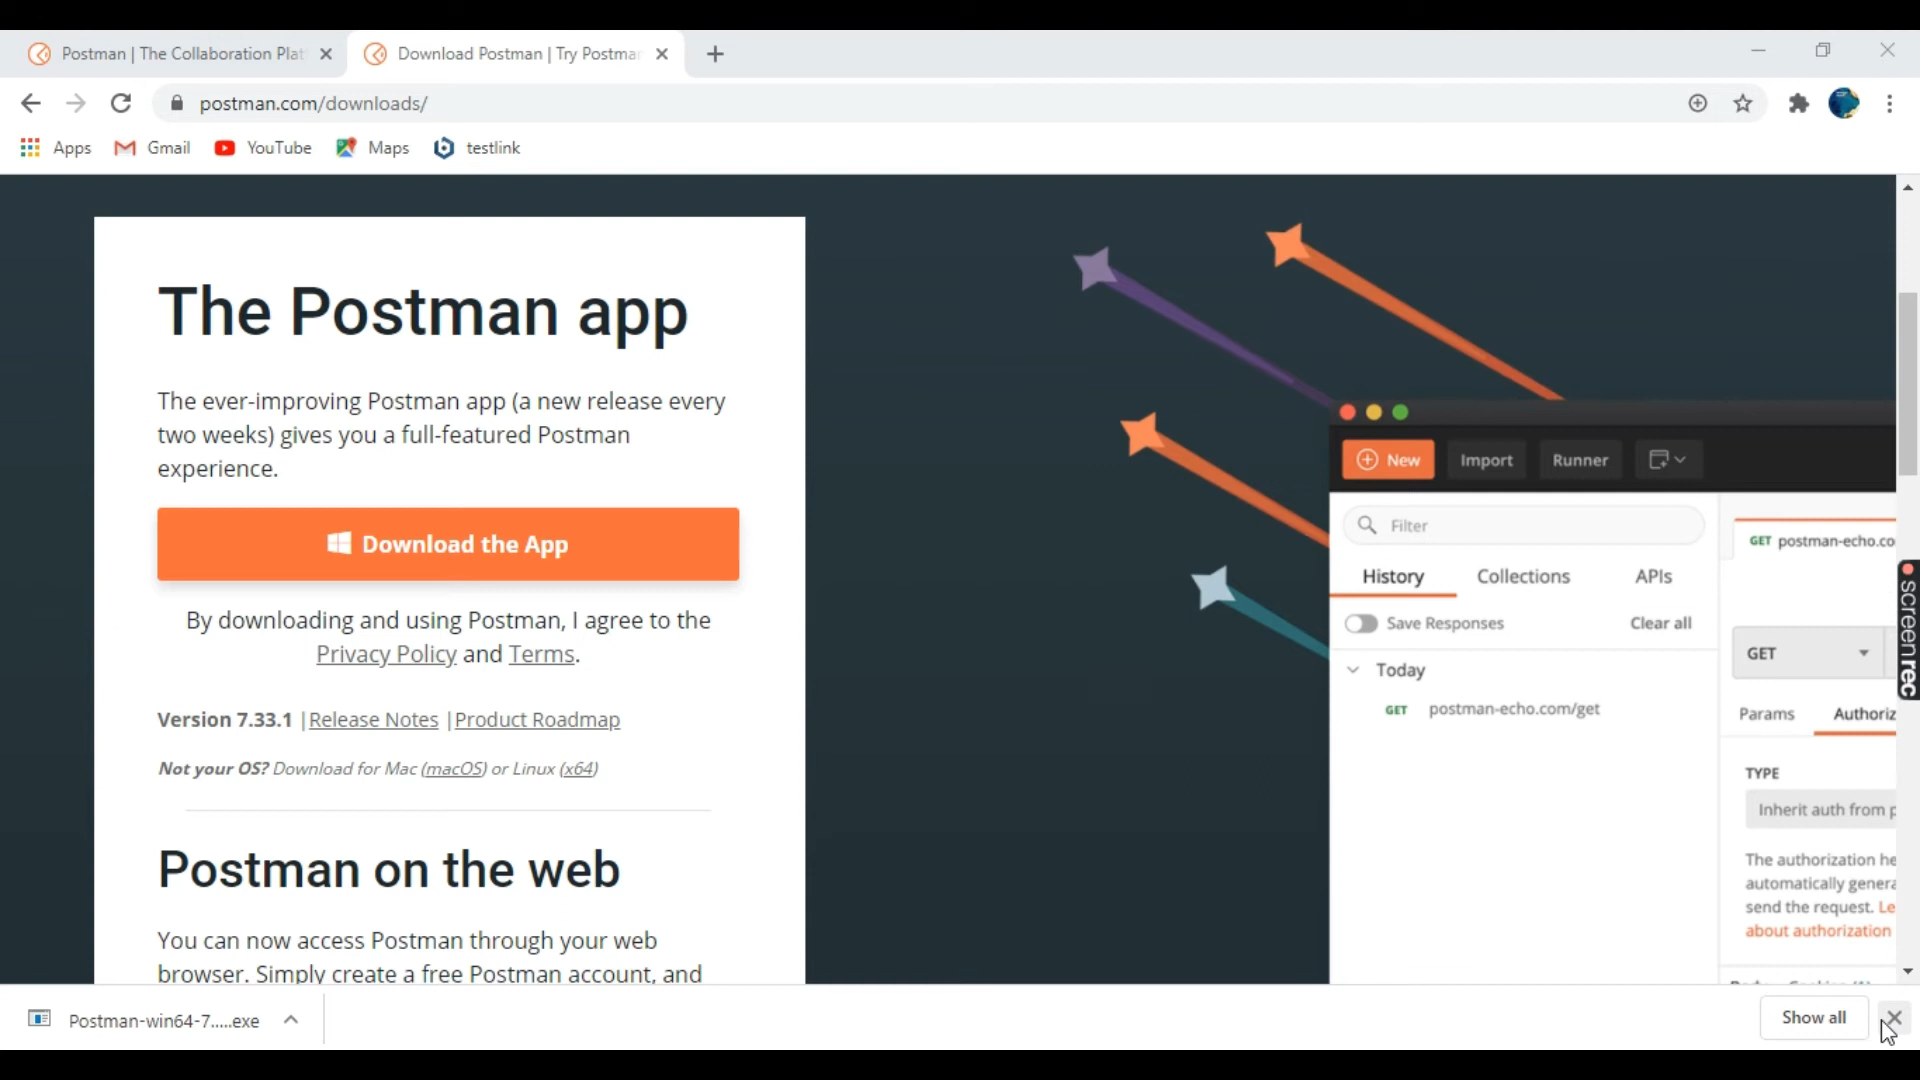 Postman | The Collaboration Plat
Download Postman | Try Postman
postman.com/downloads/
Apps
Gmail
YouTube
Maps
testlink
The Postman app
The ever-improving Postman app (a new release every
two weeks) gives you a full-featured Postman
experience.
Download the App
By downloading and using Postman, I agree to the
Privacy Policy and Terms.
Version 7.33.1 | Release Notes | Product Roadmap
Not your OS? Download for Mac (macOS) or Linux (x64)
Postman on the web
You can now access Postman through your web
browser. Simply create a free Postman account, and
New
Import
Runner
Filter
History
Collections
APIs
Save Responses
Clear all
Today
GET postman-echo.com/get
GET postman-echo.co
GET
Params
Authoriz
TYPE
Inherit auth from p
The authorization he
automatically genera
send the request. Le
about authorization
screenrec
Postman-win64-7.....exe
Show all